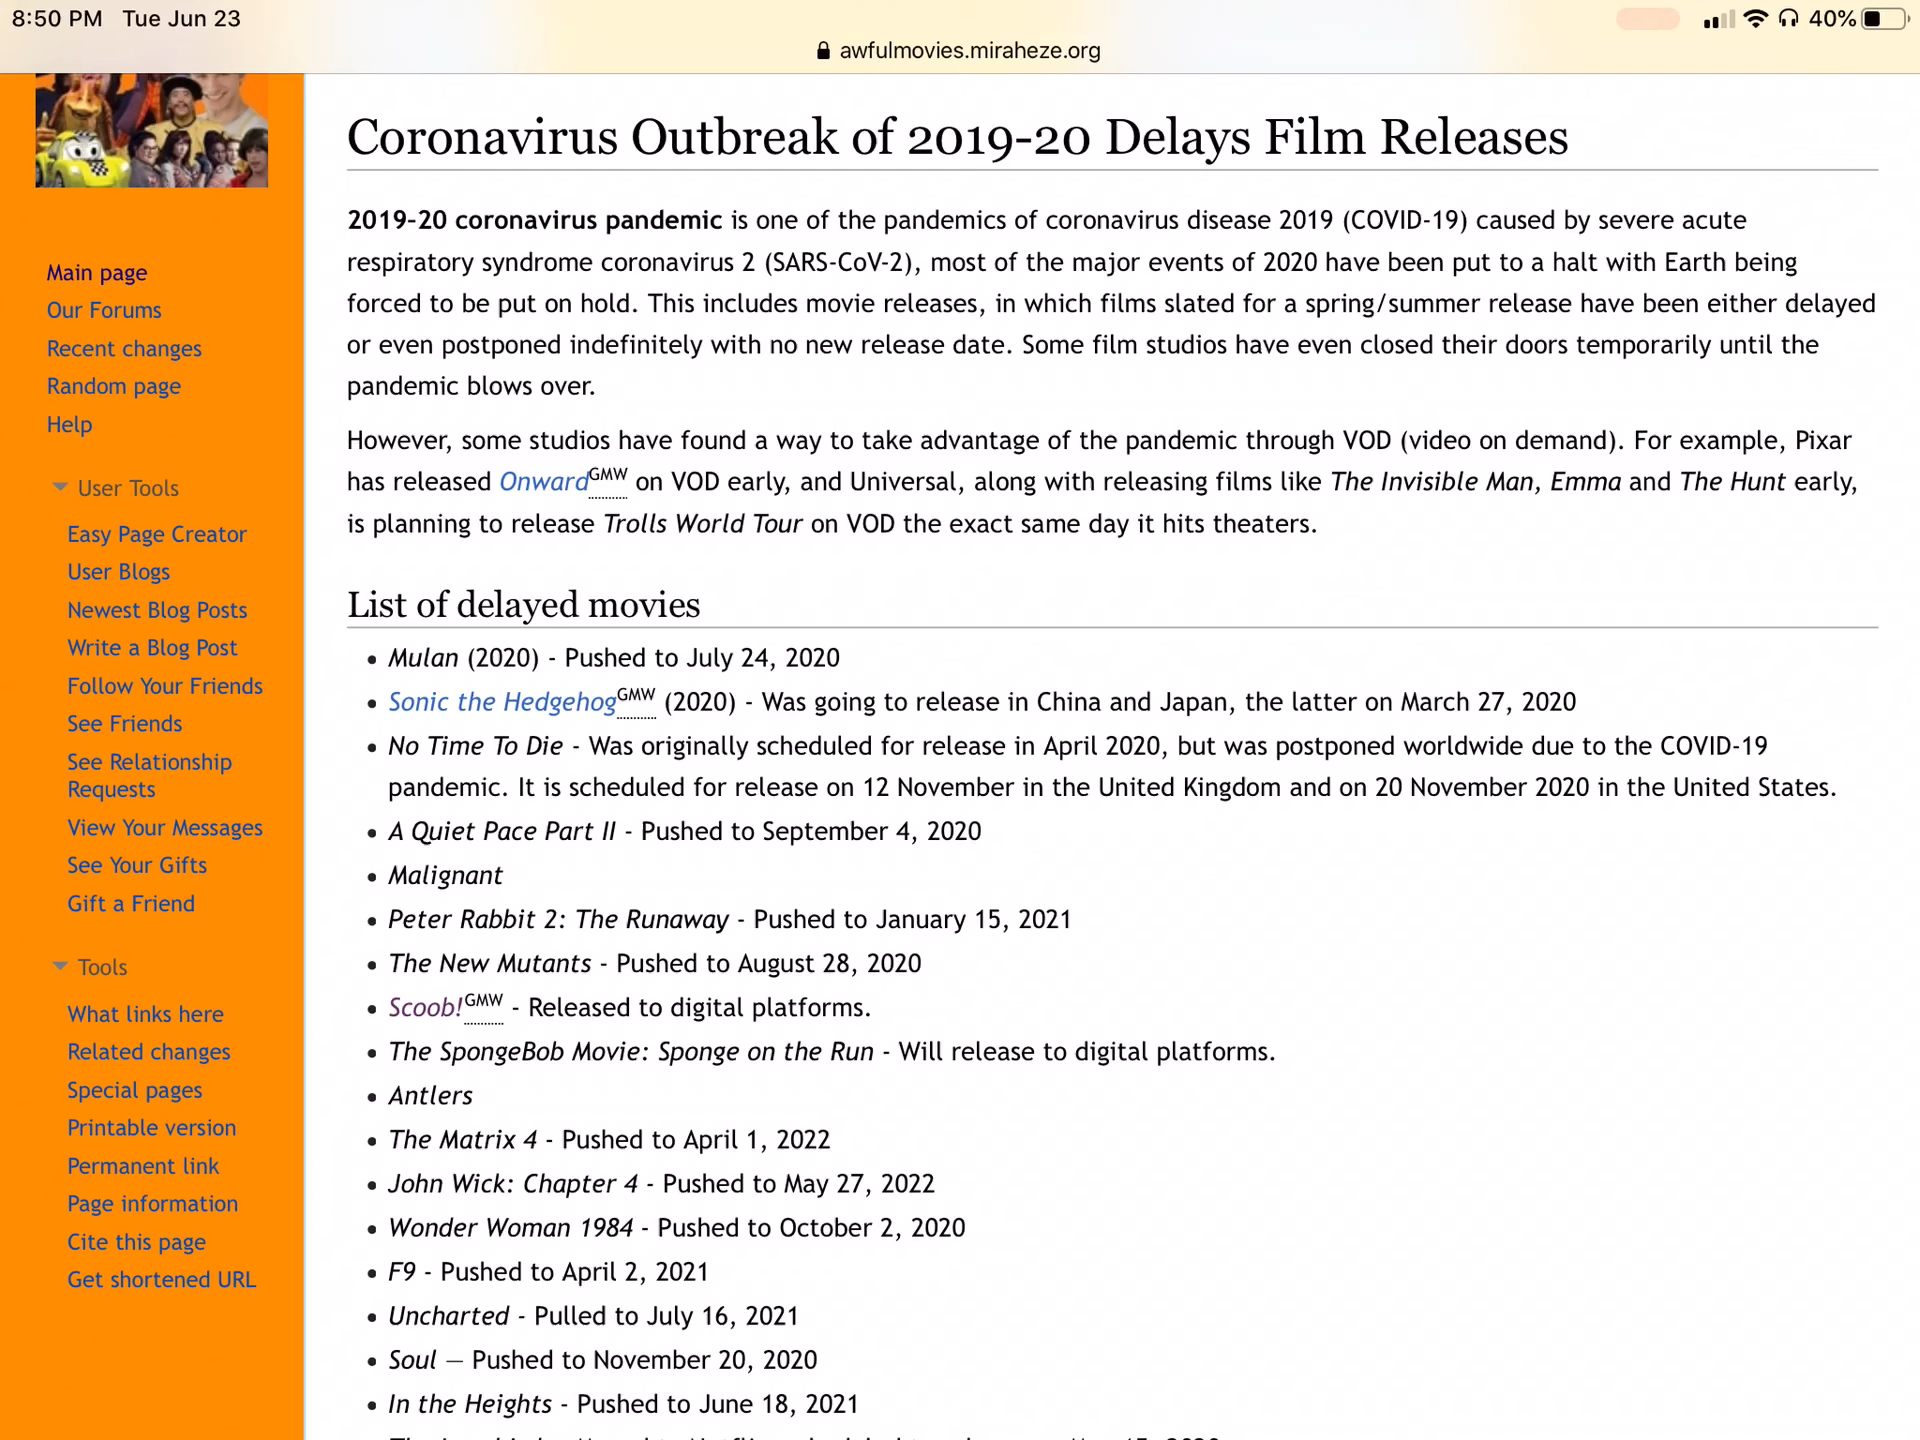 8:50 PM Tue Jun 23
40%
awfulmovies.miraheze.org
Main page
Our Forums
Recent changes
Random page
Help
User Tools
Easy Page Creator
User Blogs
Newest Blog Posts
Write a Blog Post
Follow Your Friends
See Friends
See Relationship
Requests
View Your Messages
See Your Gifts
Gift a Friend
Tools
What links here
Related changes
Special pages
Printable version
Permanent link
Page information
Cite this page
Get shortened URL
Coronavirus Outbreak of 2019-20 Delays Film Releases
2019–20 coronavirus pandemic is one of the pandemics of coronavirus disease 2019 (COVID-19) caused by severe acute
respiratory syndrome coronavirus 2 (SARS-CoV-2), most of the major events of 2020 have been put to a halt with Earth being
forced to be put on hold. This includes movie releases, in which films slated for a spring/summer release have been either delayed
or even postponed indefinitely with no new release date. Some film studios have even closed their doors temporarily until the
pandemic blows over.
However, some studios have found a way to take advantage of the pandemic through VOD (video on demand). For example, Pixar
has released Onward GMW on VOD early, and Universal, along with releasing films like The Invisible Man, Emma and The Hunt early,
is planning to release Trolls World Tour on VOD the exact same day it hits theaters.
List of delayed movies
• Mulan (2020) - Pushed to July 24, 2020
• Sonic the Hedgehog GMW (2020) - Was going to release in China and Japan, the latter on March 27, 2020
• No Time To Die - Was originally scheduled for release in April 2020, but was postponed worldwide due to the COVID-19
pandemic. It is scheduled for release on 12 November in the United Kingdom and on 20 November 2020 in the United States.
• A Quiet Pace Part II - Pushed to September 4, 2020
• Malignant
• Peter Rabbit 2: The Runaway - Pushed to January 15, 2021
• The New Mutants - Pushed to August 28, 2020
• Scoob! GMW - Released to digital platforms.
• The SpongeBob Movie: Sponge on the Run - Will release to digital platforms.
• Antlers
• The Matrix 4 - Pushed to April 1, 2022
• John Wick: Chapter 4 - Pushed to May 27, 2022
• Wonder Woman 1984 - Pushed to October 2, 2020
• F9 - Pushed to April 2, 2021
• Uncharted - Pulled to July 16, 2021
• Soul — Pushed to November 20, 2020
• In the Heights - Pushed to June 18, 2021